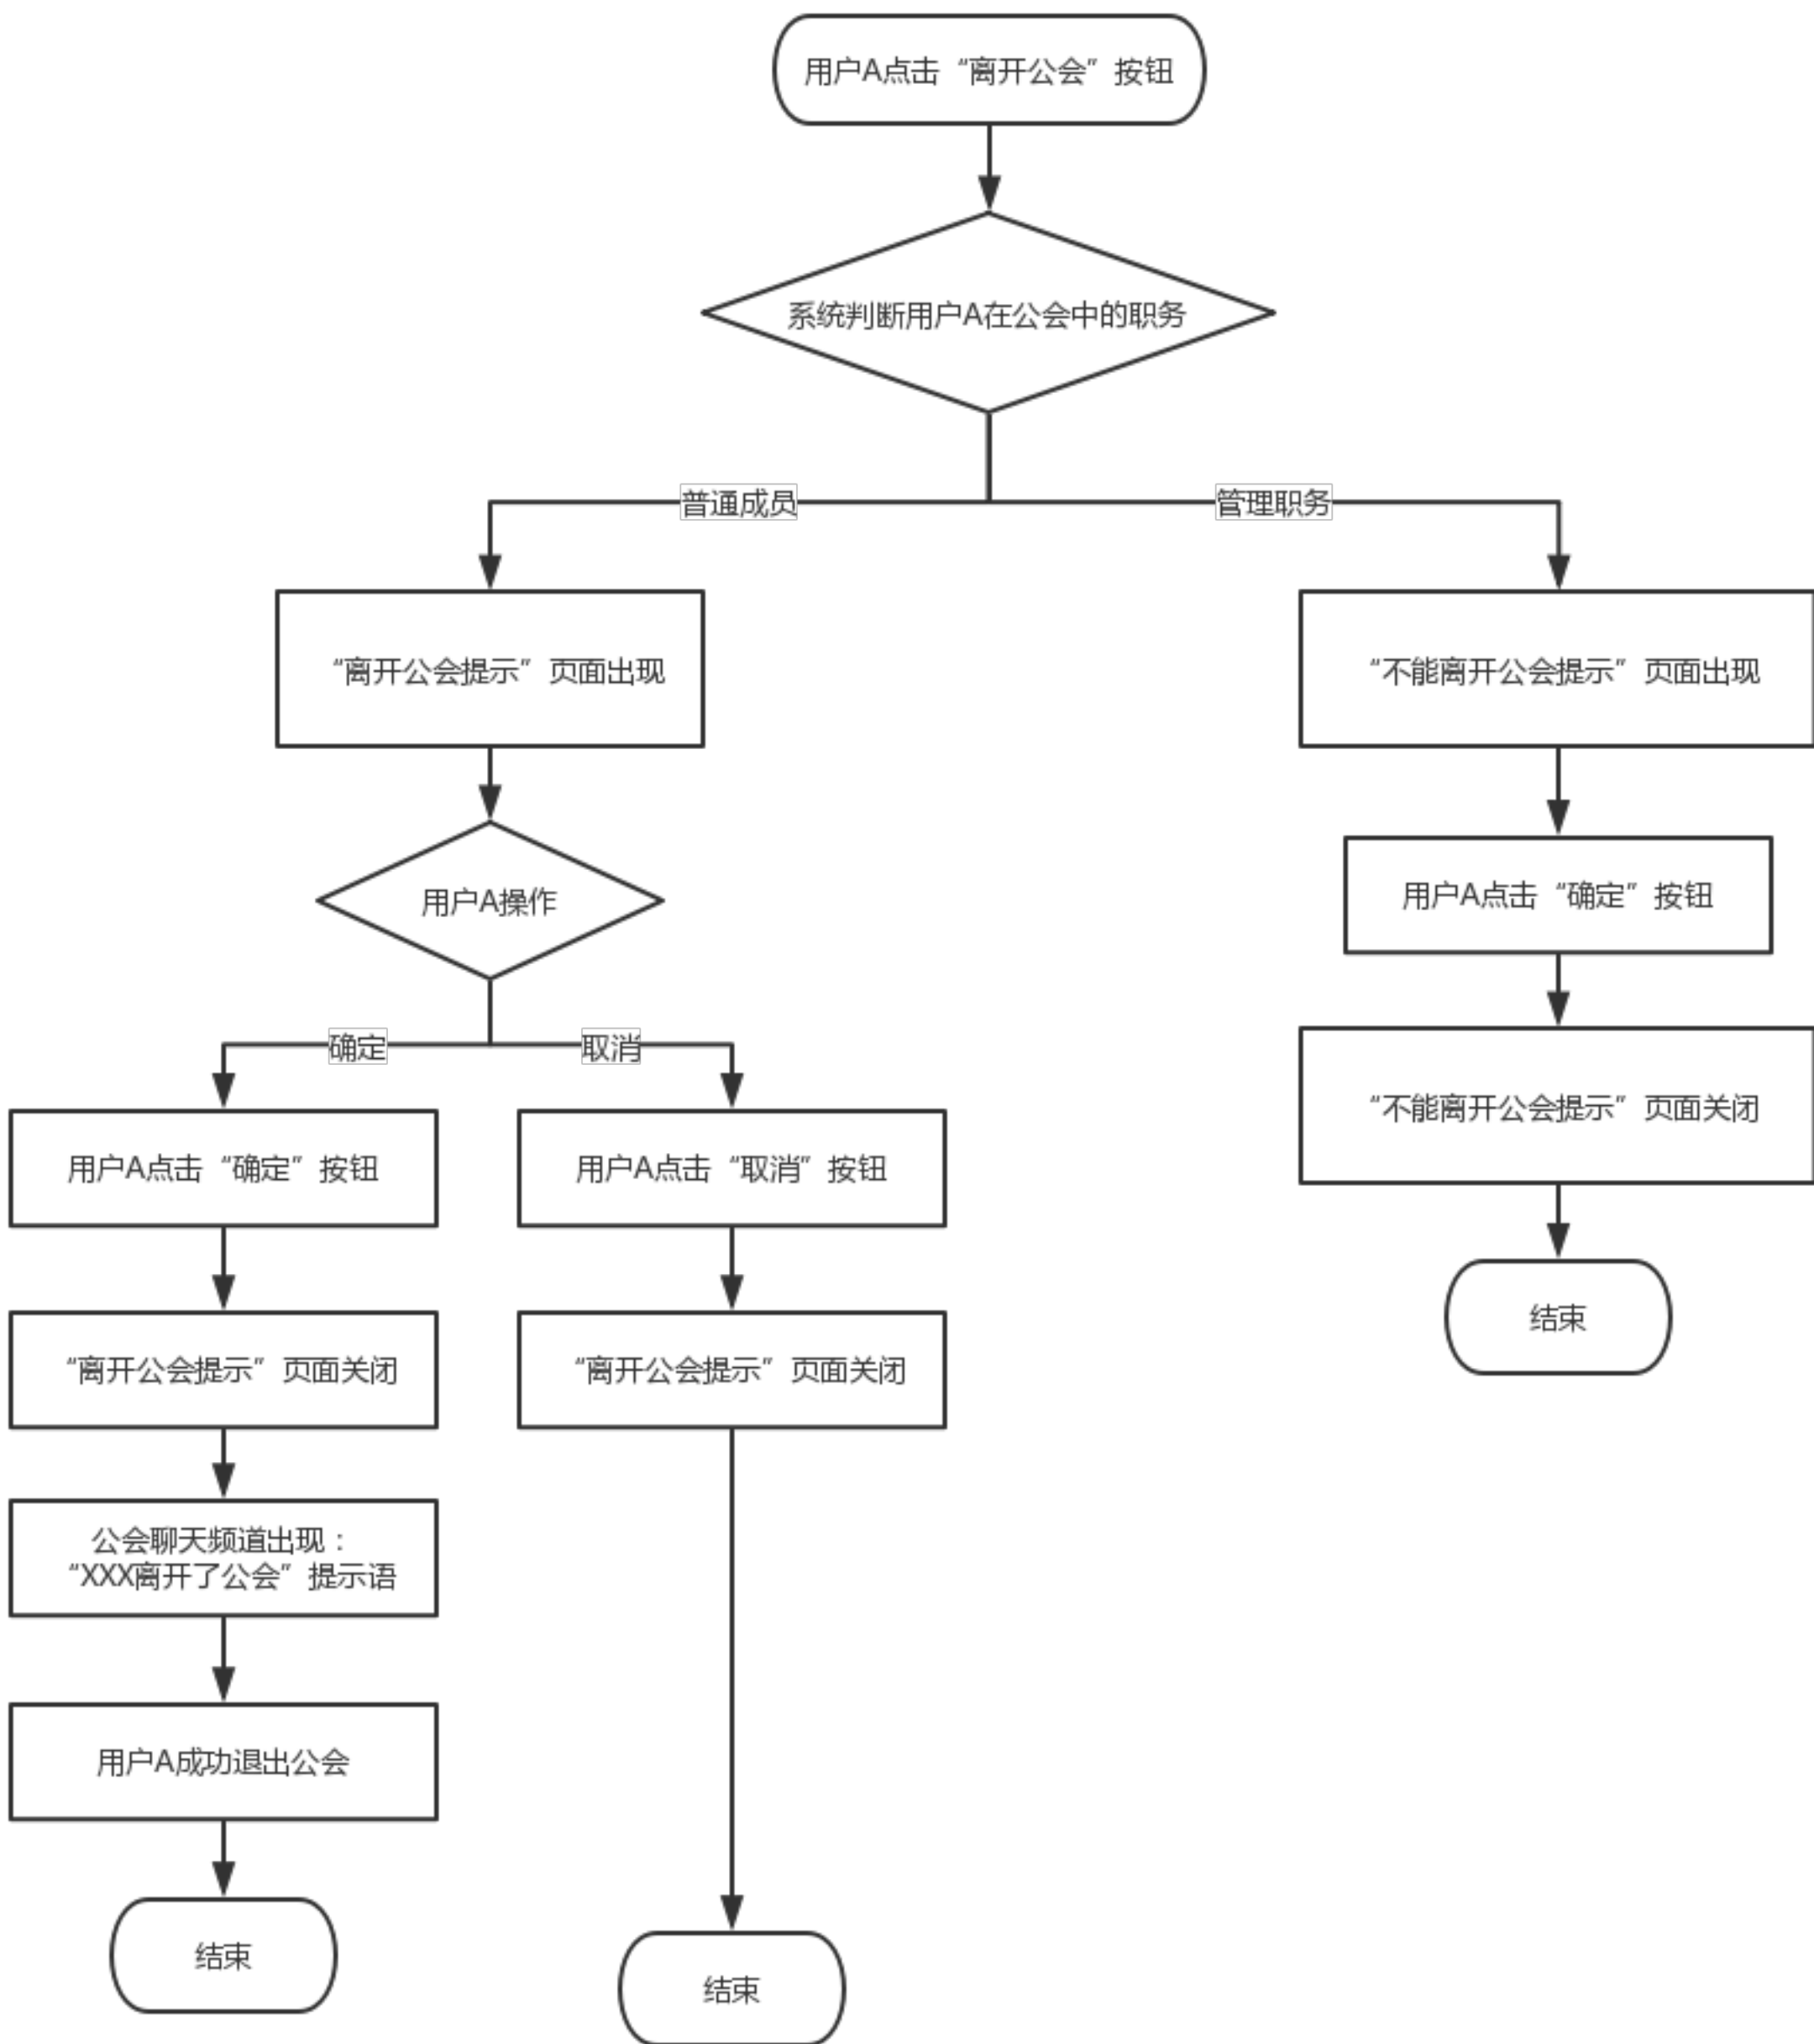 用户A点击“离开公会”按钮
系统判断用户A在公会中的职务
普通成员
管理职务
“离开公会提示”页面出现
“不能离开公会提示”页面出现
用户A操作
用户A点击“确定”按钮
确定
取消
“不能离开公会提示”页面关闭
用户A点击“确定”按钮
用户A点击“取消”按钮
结束
“离开公会提示”页面关闭
“离开公会提示”页面关闭
公会聊天频道出现：
“XXX离开了公会”提示语
用户A成功退出公会
结束
结束